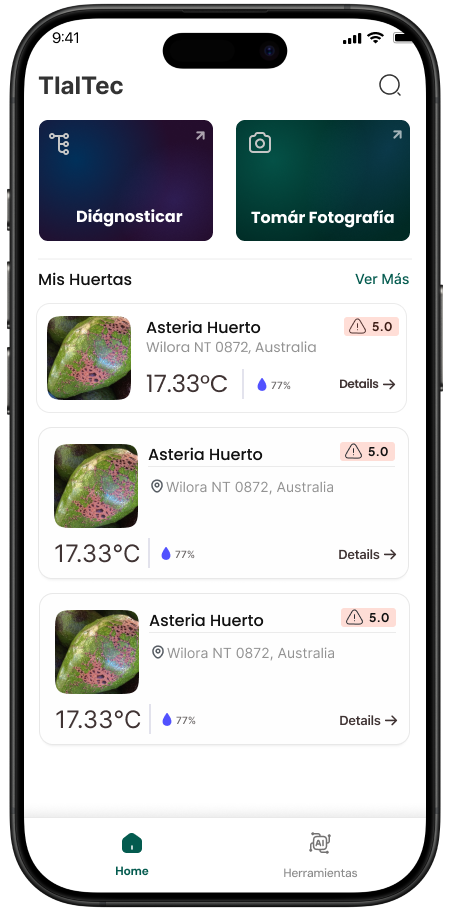 9:41
TlalTec
Diágnosticar
Tomár Fotografía
Mis Huertas
Ver Más
Asteria Huerto
5.0
Wilora NT 0872, Australia
17.33°C
77%
Details →
Asteria Huerto
5.0
Wilora NT 0872, Australia
17.33°C
77%
Details →
Asteria Huerto
5.0
Wilora NT 0872, Australia
17.33°C
77%
Details →
AI
Home
Herramientas